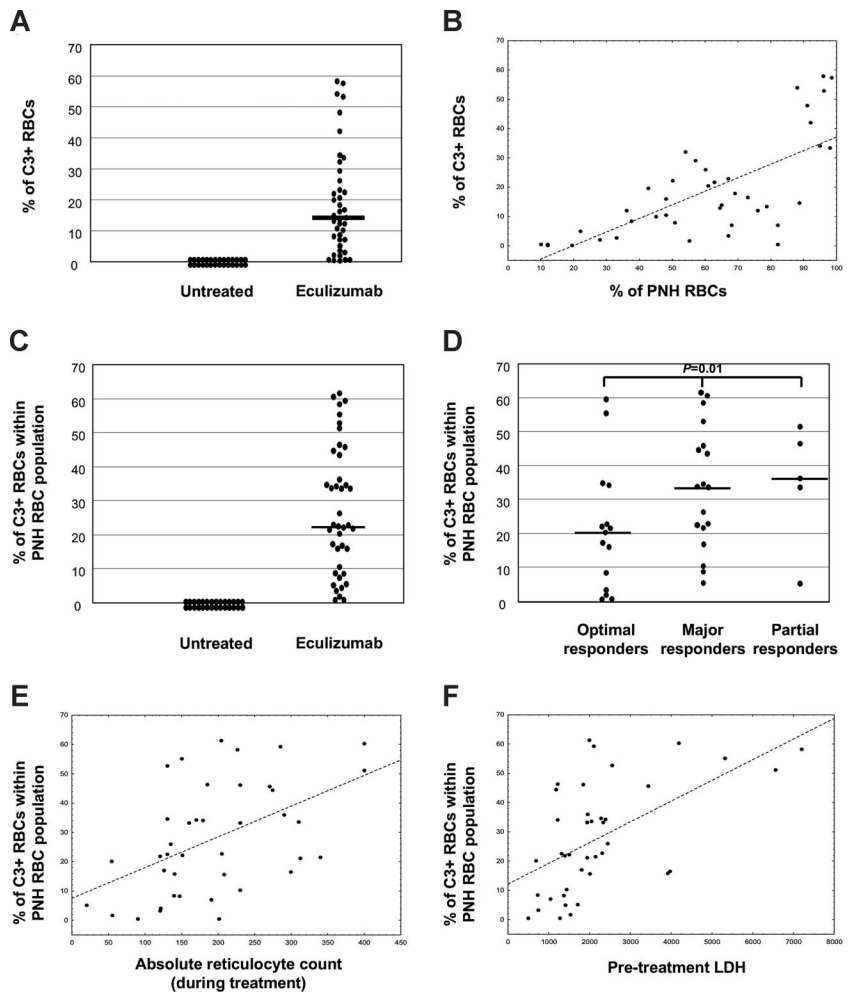 A
% of C3+ RBCs
70
60
50
40
30
20
10
0
Untreated
Eculizumab
B
% of C3+ RBCs
70
60
50
40
30
20
10
0
0
10
20
30
40
50
60
70
80
90
100
% of PNH RBCs
C
% of C3+ RBCs within
PNH RBC population
70
60
50
40
30
20
10
0
Untreated
Eculizumab
D
% of C3+ RBCs within
PNH RBC population
70
60
50
40
30
20
10
0
P=0.01
Optimal
responders
Major
responders
Partial
responders
E
% of C3+ RBCs within
PNH RBC population
70
60
50
40
30
20
10
0
0
50
100
150
200
250
300
350
400
450
Absolute reticulocyte count
(during treatment)
F
% of C3+ RBCs within
PNH RBC population
70
60
50
40
30
20
10
0
0
1000
2000
3000
4000
5000
6000
7000
8000
Pre-treatment LDH